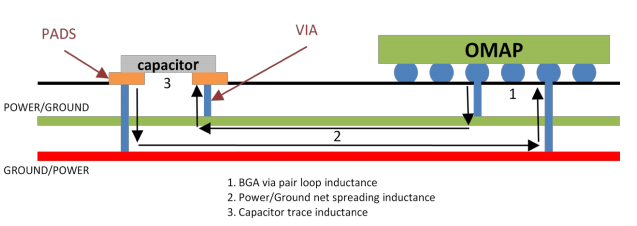 PADS
VIA
capacitor
OMAP
3
1
POWER/GROUND
2
GROUND/POWER
1. BGA via pair loop inductance
2. Power/Ground net spreading inductance
3. Capacitor trace inductance